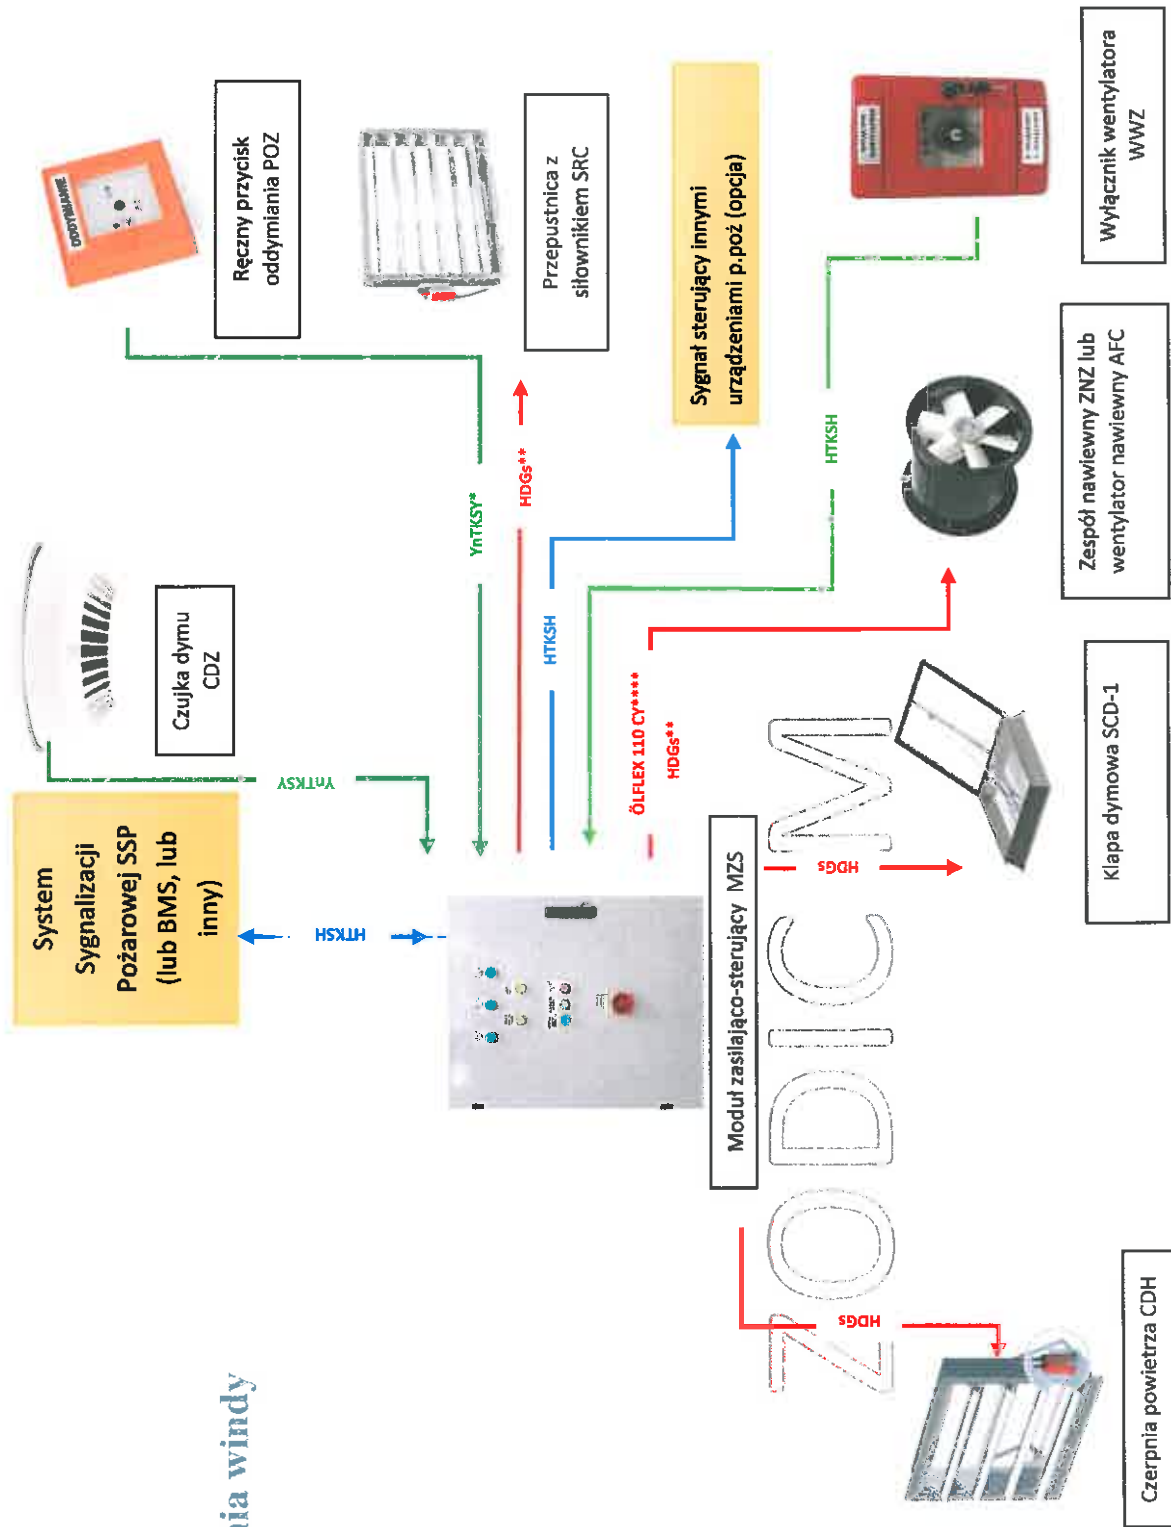 nia windy
System
Sygnalizacji
Pożarowej SSP
(lub BMS, lub
inny)
HTKSH
Czujka dymu
CDZ
YnTKSY
ODDYMIANIE
Ręczny przycisk
oddymiania POZ
YnTKSY*
Przepustnica z
siłownikiem SRC
HDGs**
Sygnał sterujący innymi
urządzeniami p.poż (opcja)
HTKSH
Wyłącznik wentylatora
WWZ
HTKSH
Zespół nawiewny ZNZ lub
wentylator nawiewny AFC
ÖLFLEX 110 CY****
HDGs**
Klapa dymowa SCD-1
HDGs
Moduł zasilająco-sterujący MZS
ZODIC M
HDGs
Czerpnia powietrza CDH